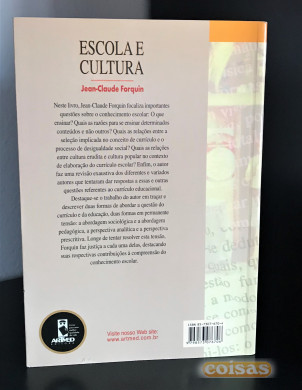 ESCOLA E
CULTURA
Jean-Claude Forquin
Neste livro, Jean-Claude Forquin focaliza importantes
questões sobre o conhecimento escolar: O que
ensinar? Quais as razões para se ensinar determinados
conteúdos e não outros? Quais as relações entre a
seleção implicada no conceito de currículo e o
processo de desigualdade social? Quais as relações
entre cultura erudita e cultura popular no contexto
de elaboração do currículo escolar? Enfim, o autor
faz uma revisão exaustiva dos diferentes e variados
autores que tentaram dar respostas a essas e outras
questões referentes ao currículo educacional.
Destaque-se o trabalho do autor em traçar e
descrever duas formas de abordar a questão do
currículo e da educação, duas formas em permanente
tensão: a abordagem sociológica e a abordagem
pedagógica, a perspectiva analítica e a perspectiva
prescritiva. Longe de tentar resolver esta tensão,
Forquin faz justiça a cada uma delas, destacando
suas respectivas contribuições à compreensão do
conhecimento escolar.
ARTMED
Visite nosso Web site:
www.artmed.com.br
coisas